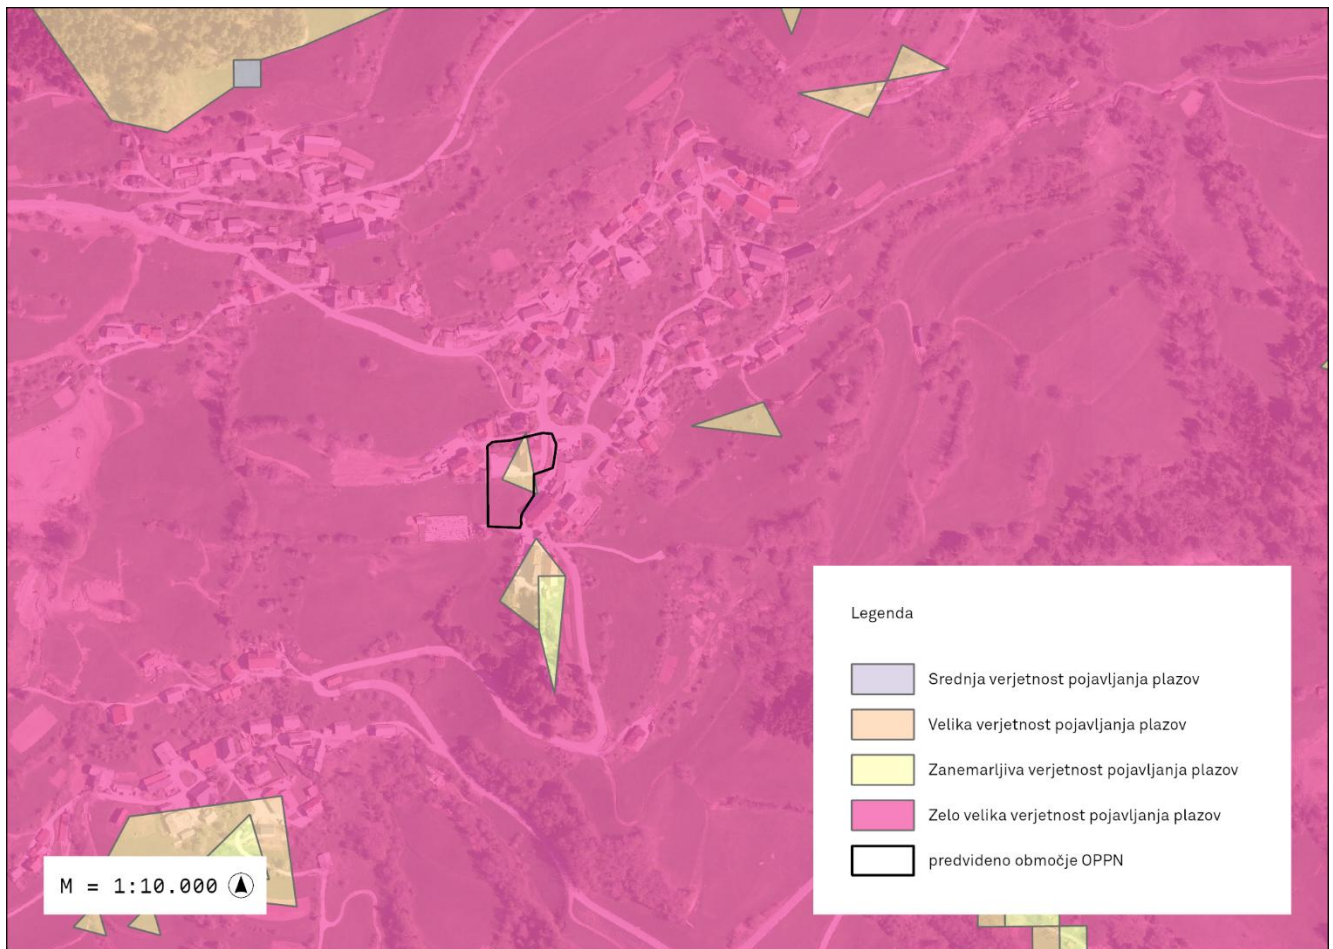 Legenda
Srednja verjetnost pojavljanja plazov
Velika verjetnost pojavljanja plazov
Zanemarljiva verjetnost pojavljanja plazov
Zelo velika verjetnost pojavljanja plazov
predvideno območje OPPN
M = 1:10.000